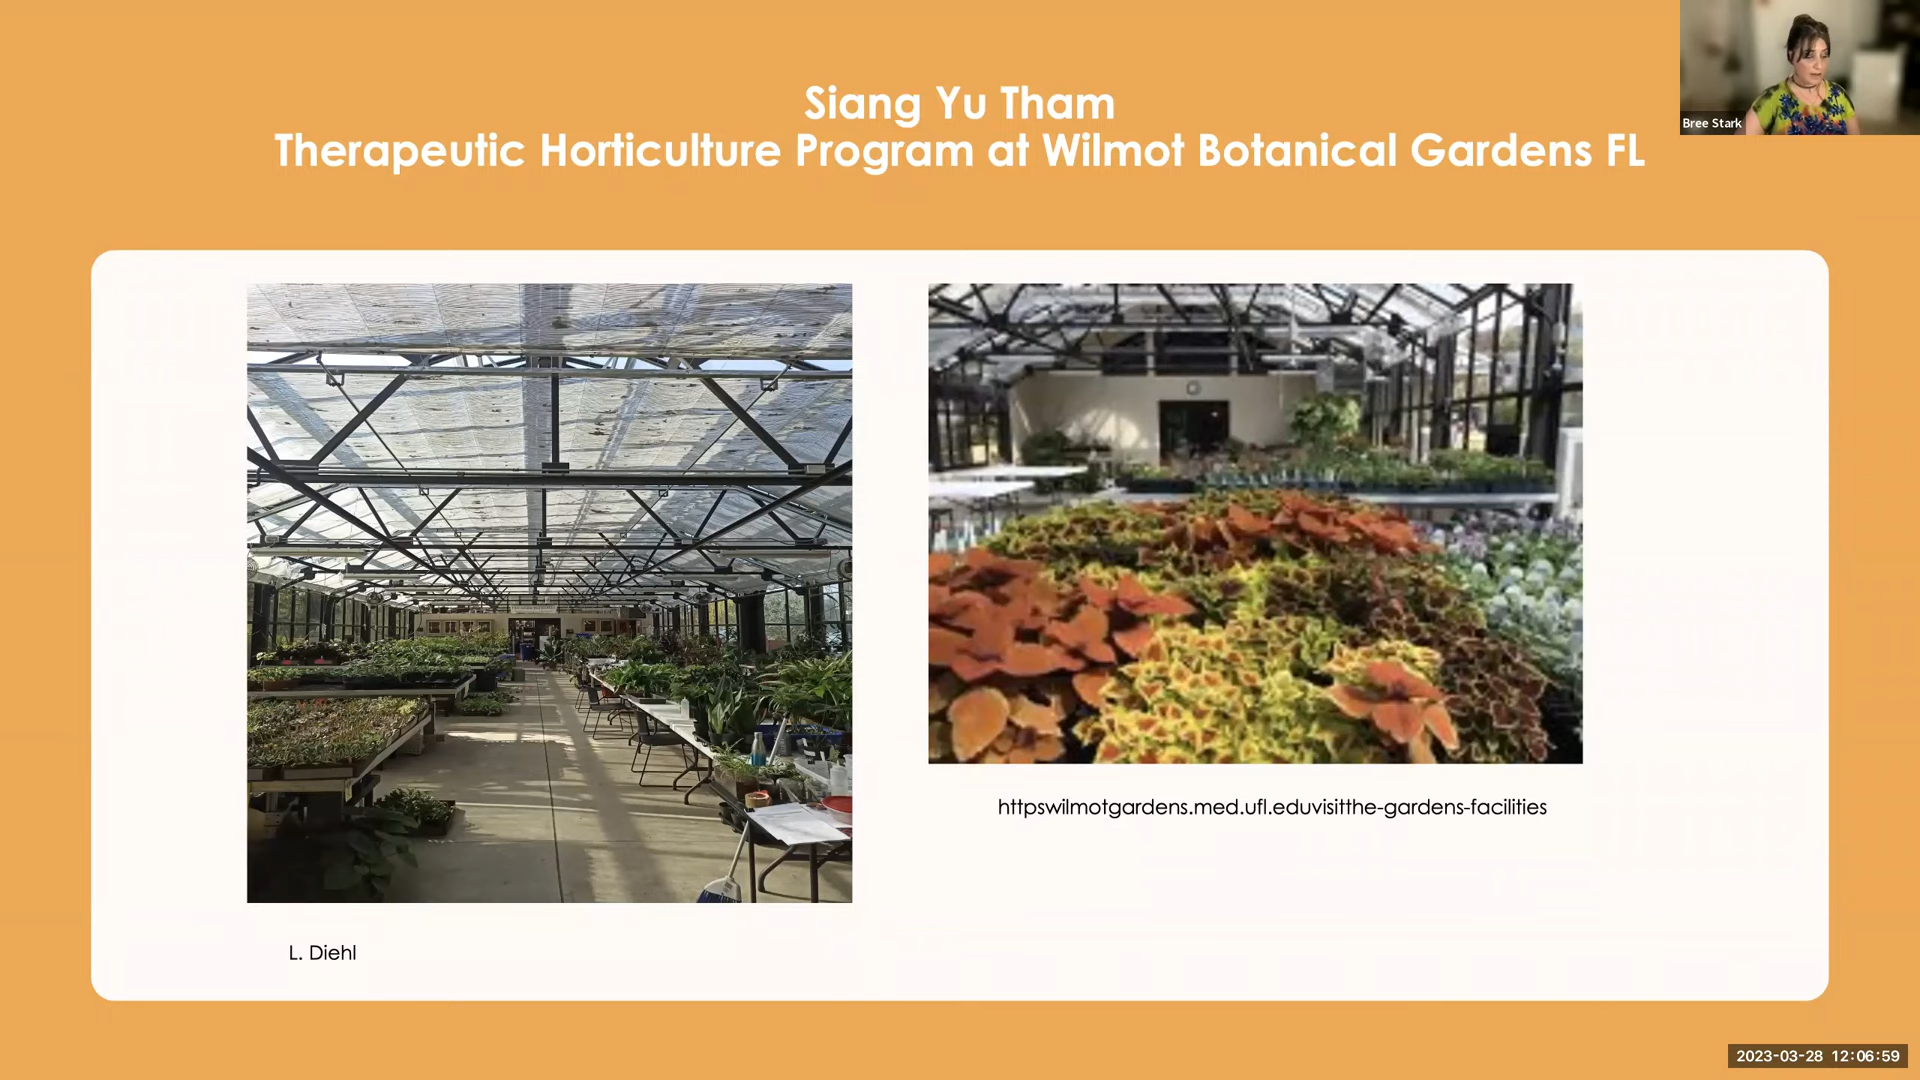 Siang Yu Tham
Therapeutic Horticulture Program at Wilmot Botanical Gardens FL
Bree Stark
httpswilmotgardens.med.ufl.eduvisitthe-gardens-facilities
L. Diehl
2023-03-28 12:06:59